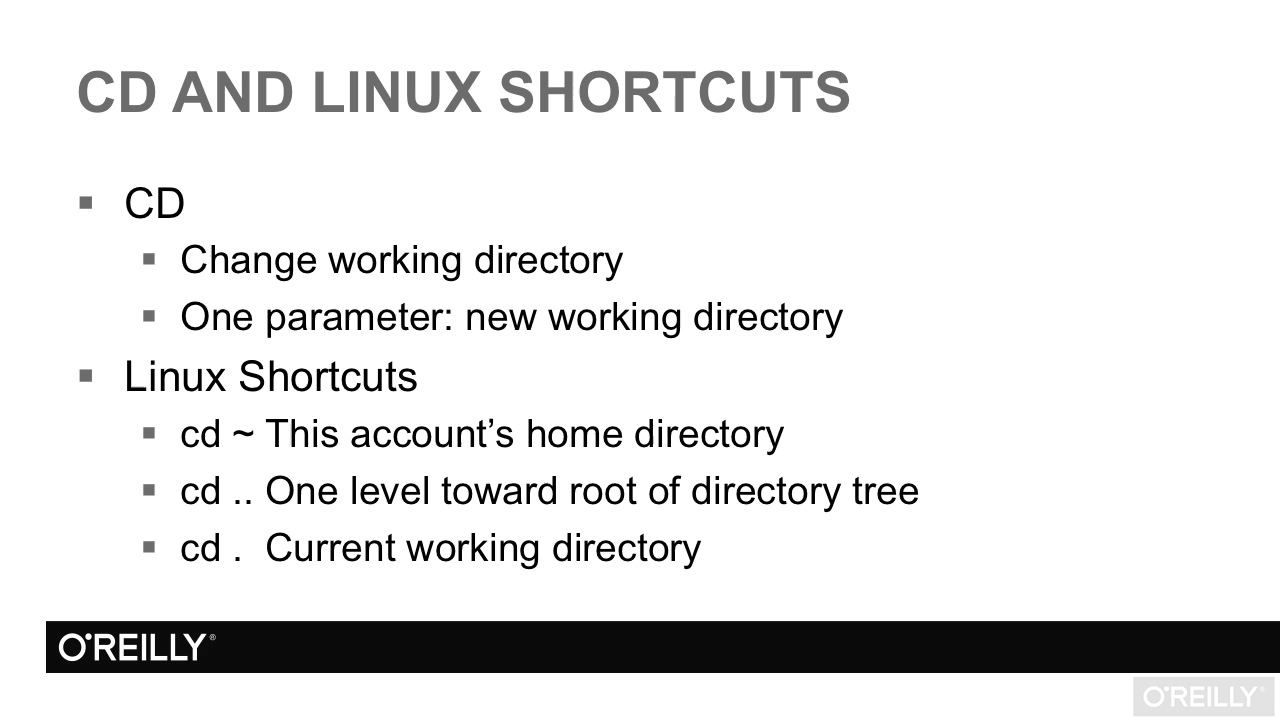 CD AND LINUX SHORTCUTS
CD
Change working directory
One parameter: new working directory
Linux Shortcuts
cd ~ This account’s home directory
cd .. One level toward root of directory tree
cd .  Current working directory
O'REILLY®
O'REILLY®